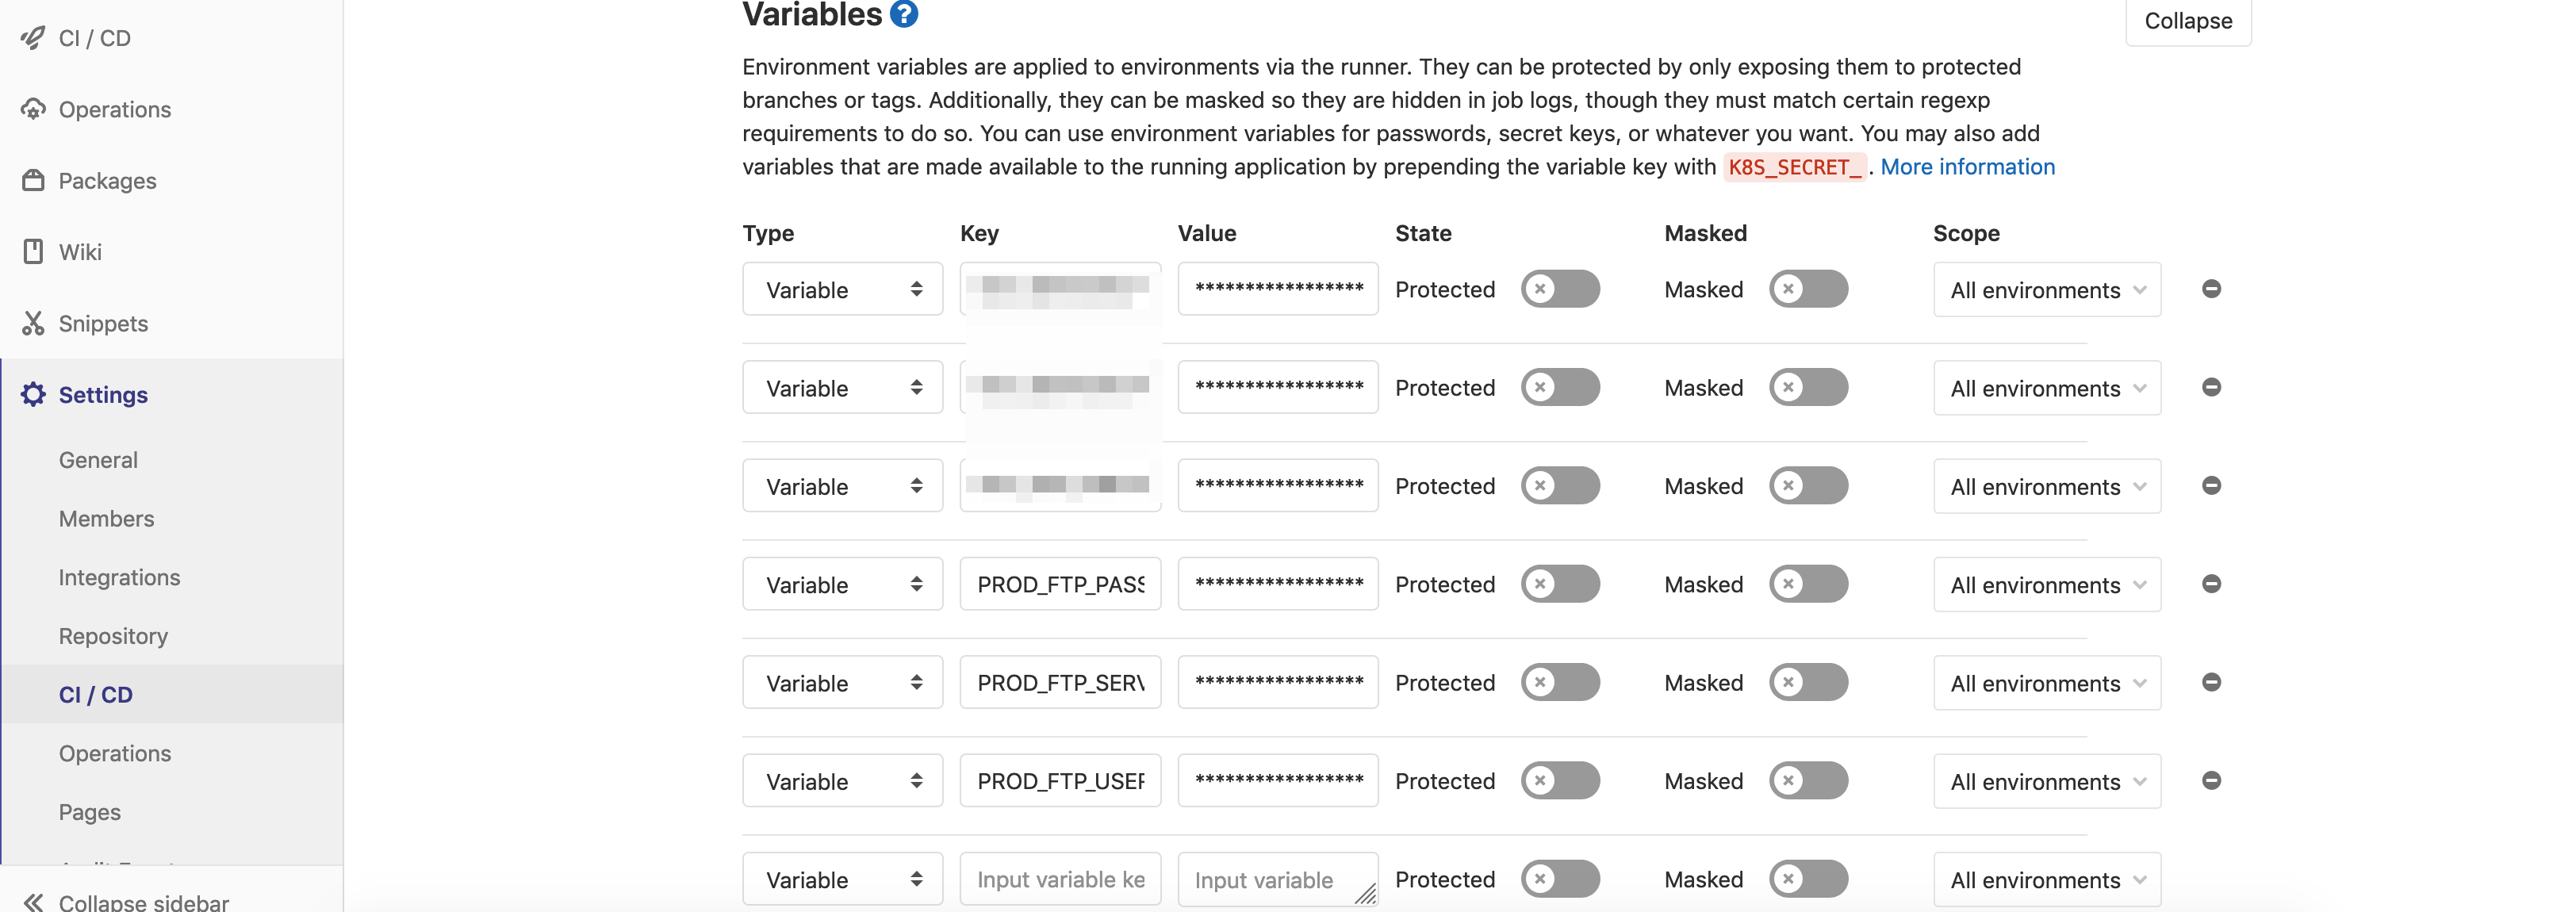 CI / CD
Operations
Packages
Wiki
Snippets
Settings
General
Members
Integrations
Repository
CI / CD
Operations
Pages
Collapse sidebar
Variables ?
Collapse
Environment variables are applied to environments via the runner. They can be protected by only exposing them to protected
branches or tags. Additionally, they can be masked so they are hidden in job logs, though they must match certain regexp
requirements to do so. You can use environment variables for passwords, secret keys, or whatever you want. You may also add
variables that are made available to the running application by prepending the variable key with K8S_SECRET_ . More information
Type Key Value State Masked Scope
Variable ***************** Protected Masked All environments
Variable ***************** Protected Masked All environments
Variable ***************** Protected Masked All environments
Variable PROD_FTP_PASS ***************** Protected Masked All environments
Variable PROD_FTP_SERV ***************** Protected Masked All environments
Variable PROD_FTP_USER ***************** Protected Masked All environments
Variable Input variable ke Input variable Protected Masked All environments